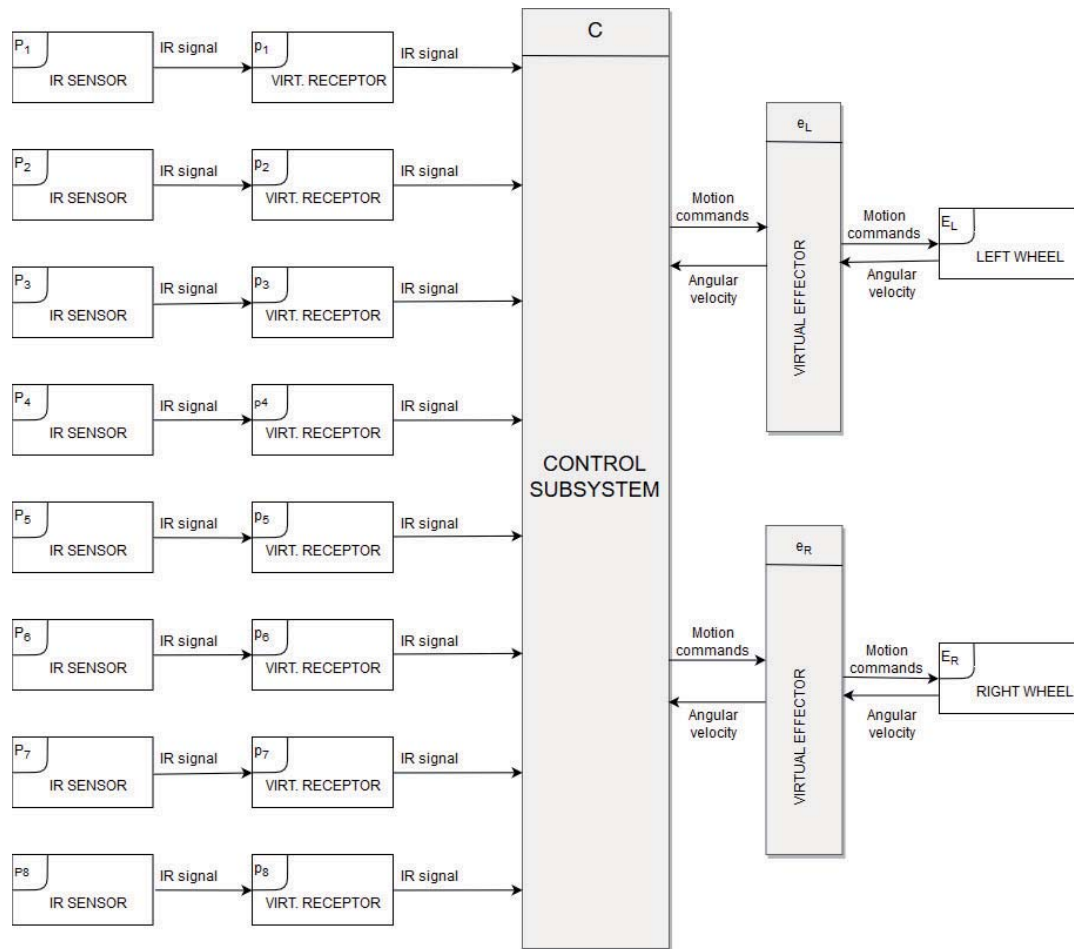 C
P1
IR signal
p1
IR signal
IR SENSOR
VIRT. RECEPTOR
P2
IR signal
p2
IR signal
IR SENSOR
VIRT. RECEPTOR
P3
IR signal
p3
IR signal
IR SENSOR
VIRT. RECEPTOR
P4
IR signal
p4
IR signal
IR SENSOR
VIRT. RECEPTOR
P5
IR signal
p5
IR signal
IR SENSOR
VIRT. RECEPTOR
P6
IR signal
p6
IR signal
IR SENSOR
VIRT. RECEPTOR
P7
IR signal
p7
IR signal
IR SENSOR
VIRT. RECEPTOR
P8
IR signal
p8
IR signal
IR SENSOR
VIRT. RECEPTOR
CONTROL
SUBSYSTEM
Motion
commands
Angular
velocity
eL
VIRTUAL EFFECTOR
Motion
commands
Angular
velocity
EL
LEFT WHEEL
Motion
commands
Angular
velocity
eR
VIRTUAL EFFECTOR
Motion
commands
Angular
velocity
ER
RIGHT WHEEL